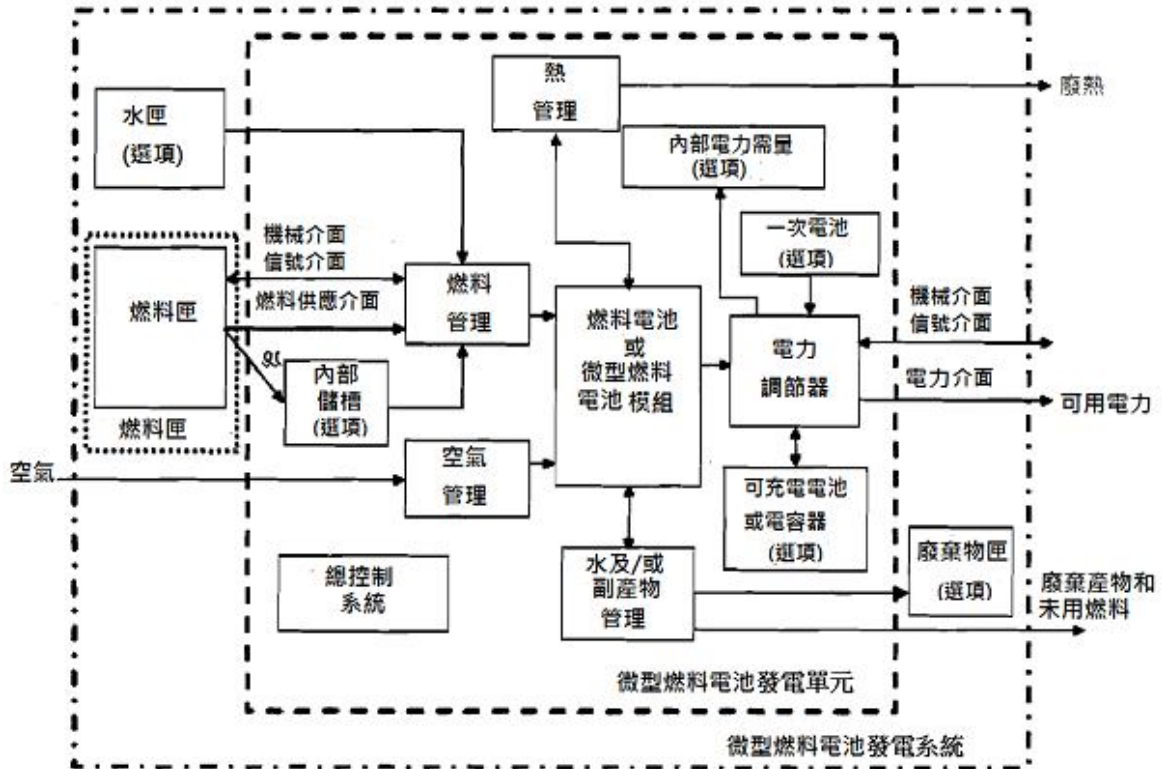 熱
管理
廢熱
水匣
(選項)
內部電力需量
(選項)
一次電池
(選項)
機械介面
信號介面
燃料供應介面
燃料匣
燃料匣
燃料
管理
內部
儲槽
(選項)
燃料電池
或
微型燃料
電池模組
電力
調節器
機械介面
信號介面
電力介面
可用電力
空氣
空氣
管理
可充電電池
或電容器
(選項)
總控制
系統
水及/或
副產物
管理
廢棄物匣
(選項)
廢棄產物和
未用燃料
微型燃料電池發電單元
微型燃料電池發電系統